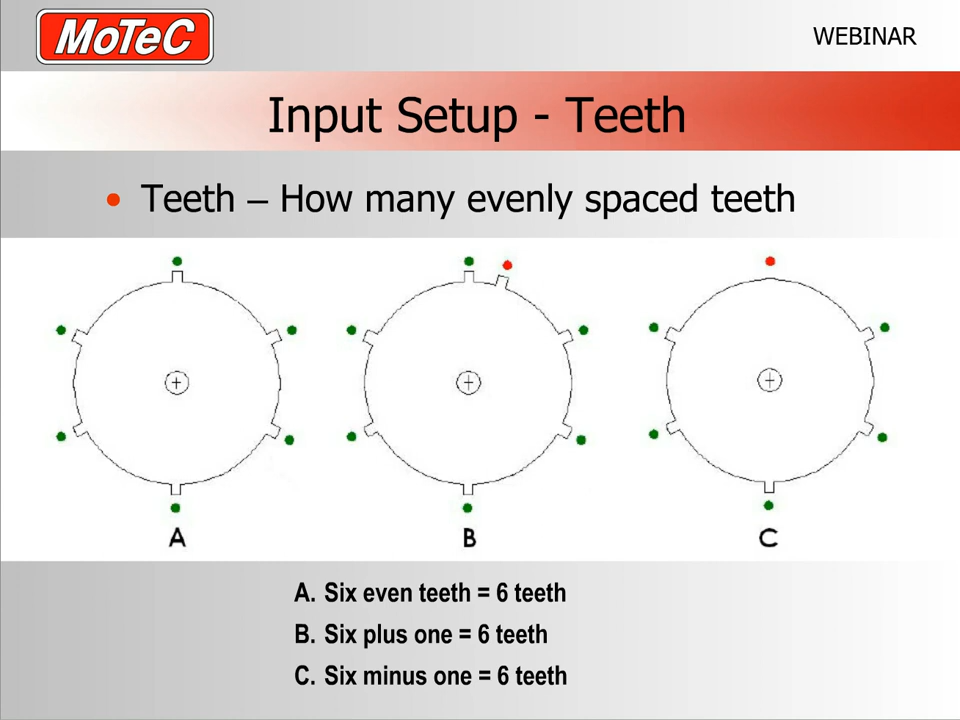 MoTeC
WEBINAR
Input Setup - Teeth
• Teeth – How many evenly spaced teeth
A
B
C
A. Six even teeth = 6 teeth
B. Six plus one = 6 teeth
C. Six minus one = 6 teeth